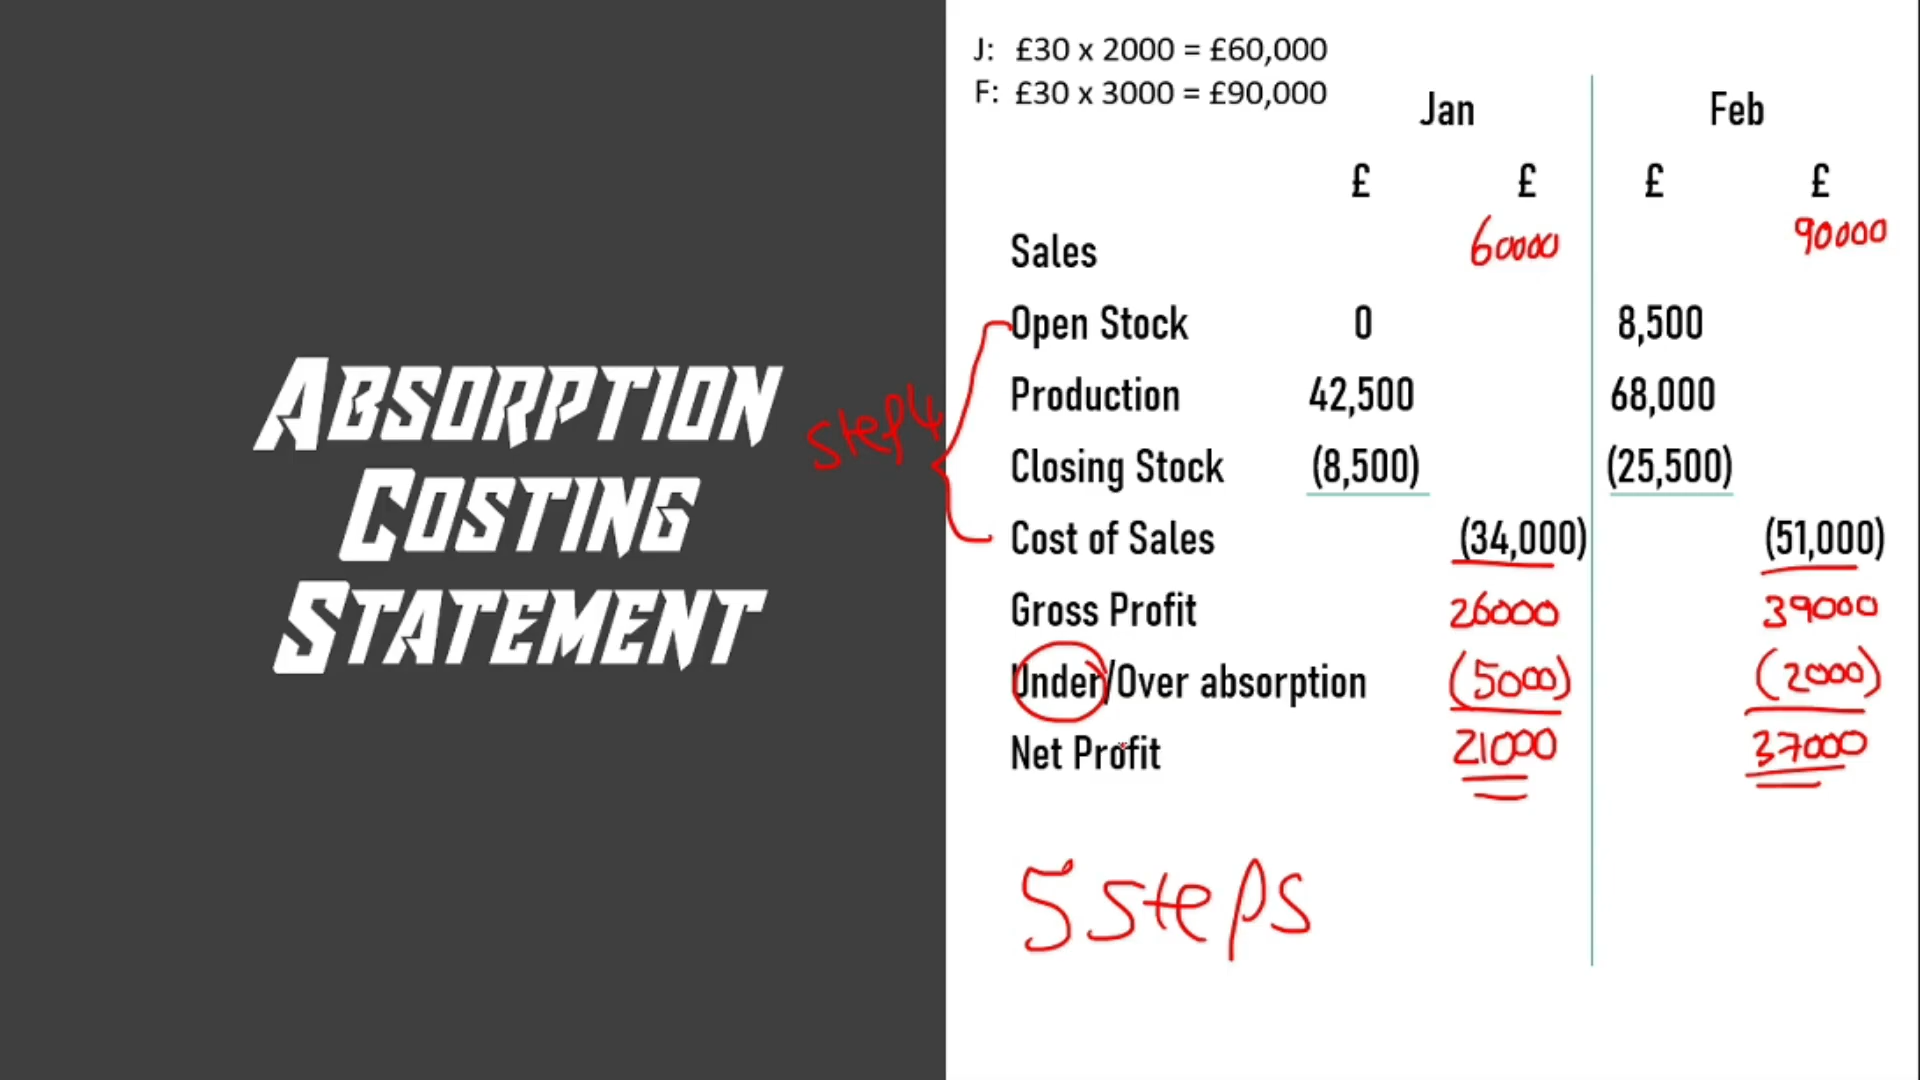 ABSORPTION
COSTING
STATEMENT
J: £30 x 2000 = £60,000
F: £30 x 3000 = £90,000
Jan Feb
£ £ £ £
Sales 60000 90000
Open Stock 0 8,500
step4
Production 42,500 68,000
Closing Stock (8,500) (25,500)
Cost of Sales (34,000) (51,000)
Gross Profit 26000 39000
Under/Over absorption (5000) (2000)
Net Profit 21000 37000
5 steps